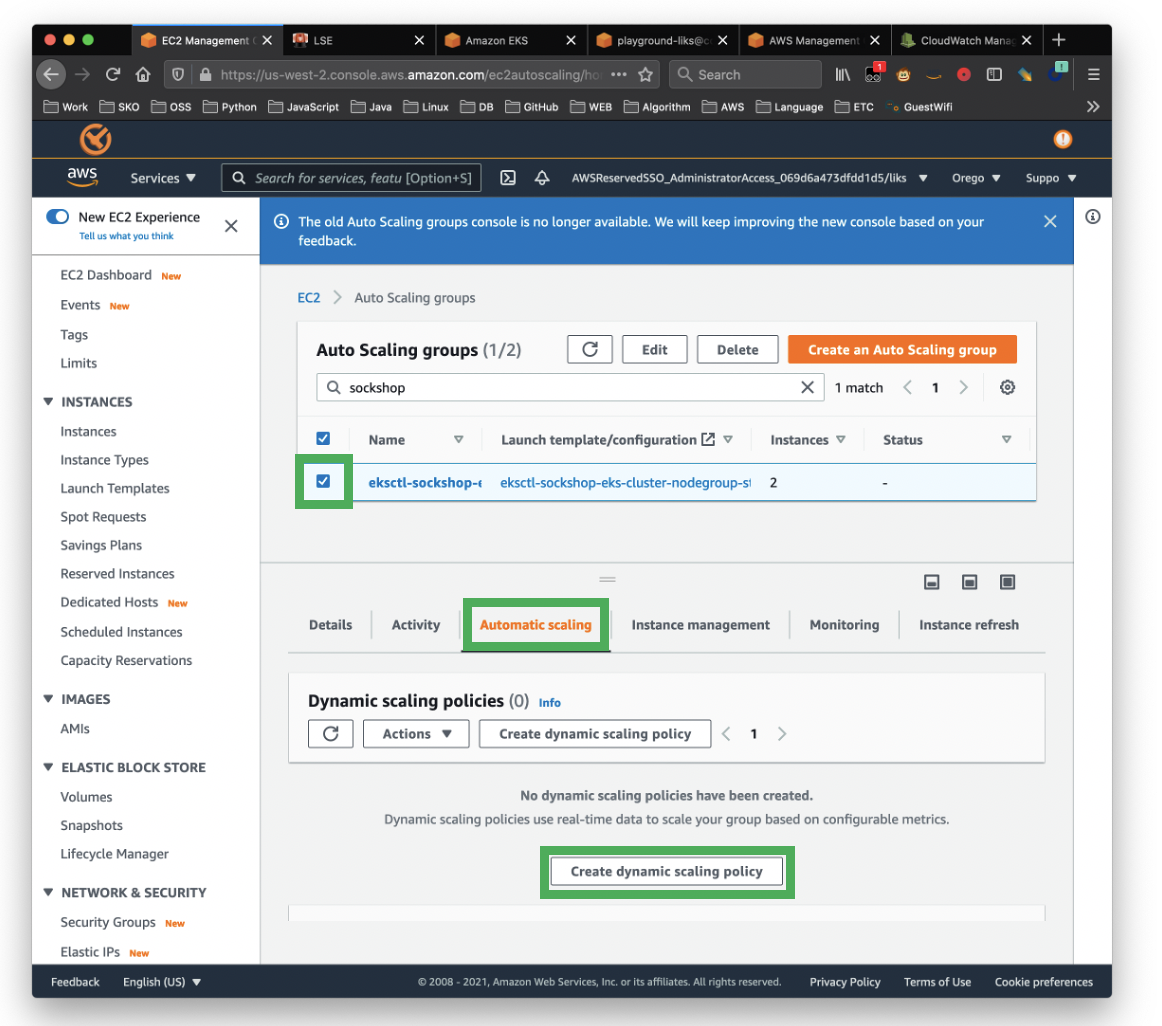 EC2 Management C
LSE
Amazon EKS
playground-liks@c
AWS Management
CloudWatch Manag
https://us-west-2.console.aws.amazon.com/ec2autoscaling/ho
Search
1
Work
SKO
OSS
Python
JavaScript
Java
Linux
DB
GitHub
WEB
Algorithm
AWS
Language
ETC
GuestWifi
aws
Services
Search for services, featu
[Option+S]
AWSReservedSSO_AdministratorAccess_069d6a473dfdd1d5/liks
Orego
Suppo
New EC2 Experience
Tell us what you think
The old Auto Scaling groups console is no longer available. We will keep improving the new console based on your
feedback.
EC2 Dashboard New
Events New
Tags
Limits
INSTANCES
Instances
Instance Types
Launch Templates
Spot Requests
Savings Plans
Reserved Instances
Dedicated Hosts New
Scheduled Instances
Capacity Reservations
IMAGES
AMIs
ELASTIC BLOCK STORE
Volumes
Snapshots
Lifecycle Manager
NETWORK & SECURITY
Security Groups New
Elastic IPs New
EC2 > Auto Scaling groups
Auto Scaling groups (1/2)
Edit
Delete
Create an Auto Scaling group
sockshop
1 match
1
Name
Launch template/configuration
Instances
Status
eksctl-sockshop-e
eksctl-sockshop-eks-cluster-nodegroup-st
2
-
Details
Activity
Automatic scaling
Instance management
Monitoring
Instance refresh
Dynamic scaling policies (0) Info
Actions
Create dynamic scaling policy
1
No dynamic scaling policies have been created.
Dynamic scaling policies use real-time data to scale your group based on configurable metrics.
Create dynamic scaling policy
Feedback
English (US)
© 2008 - 2021, Amazon Web Services, Inc. or its affiliates. All rights reserved.
Privacy Policy
Terms of Use
Cookie preferences